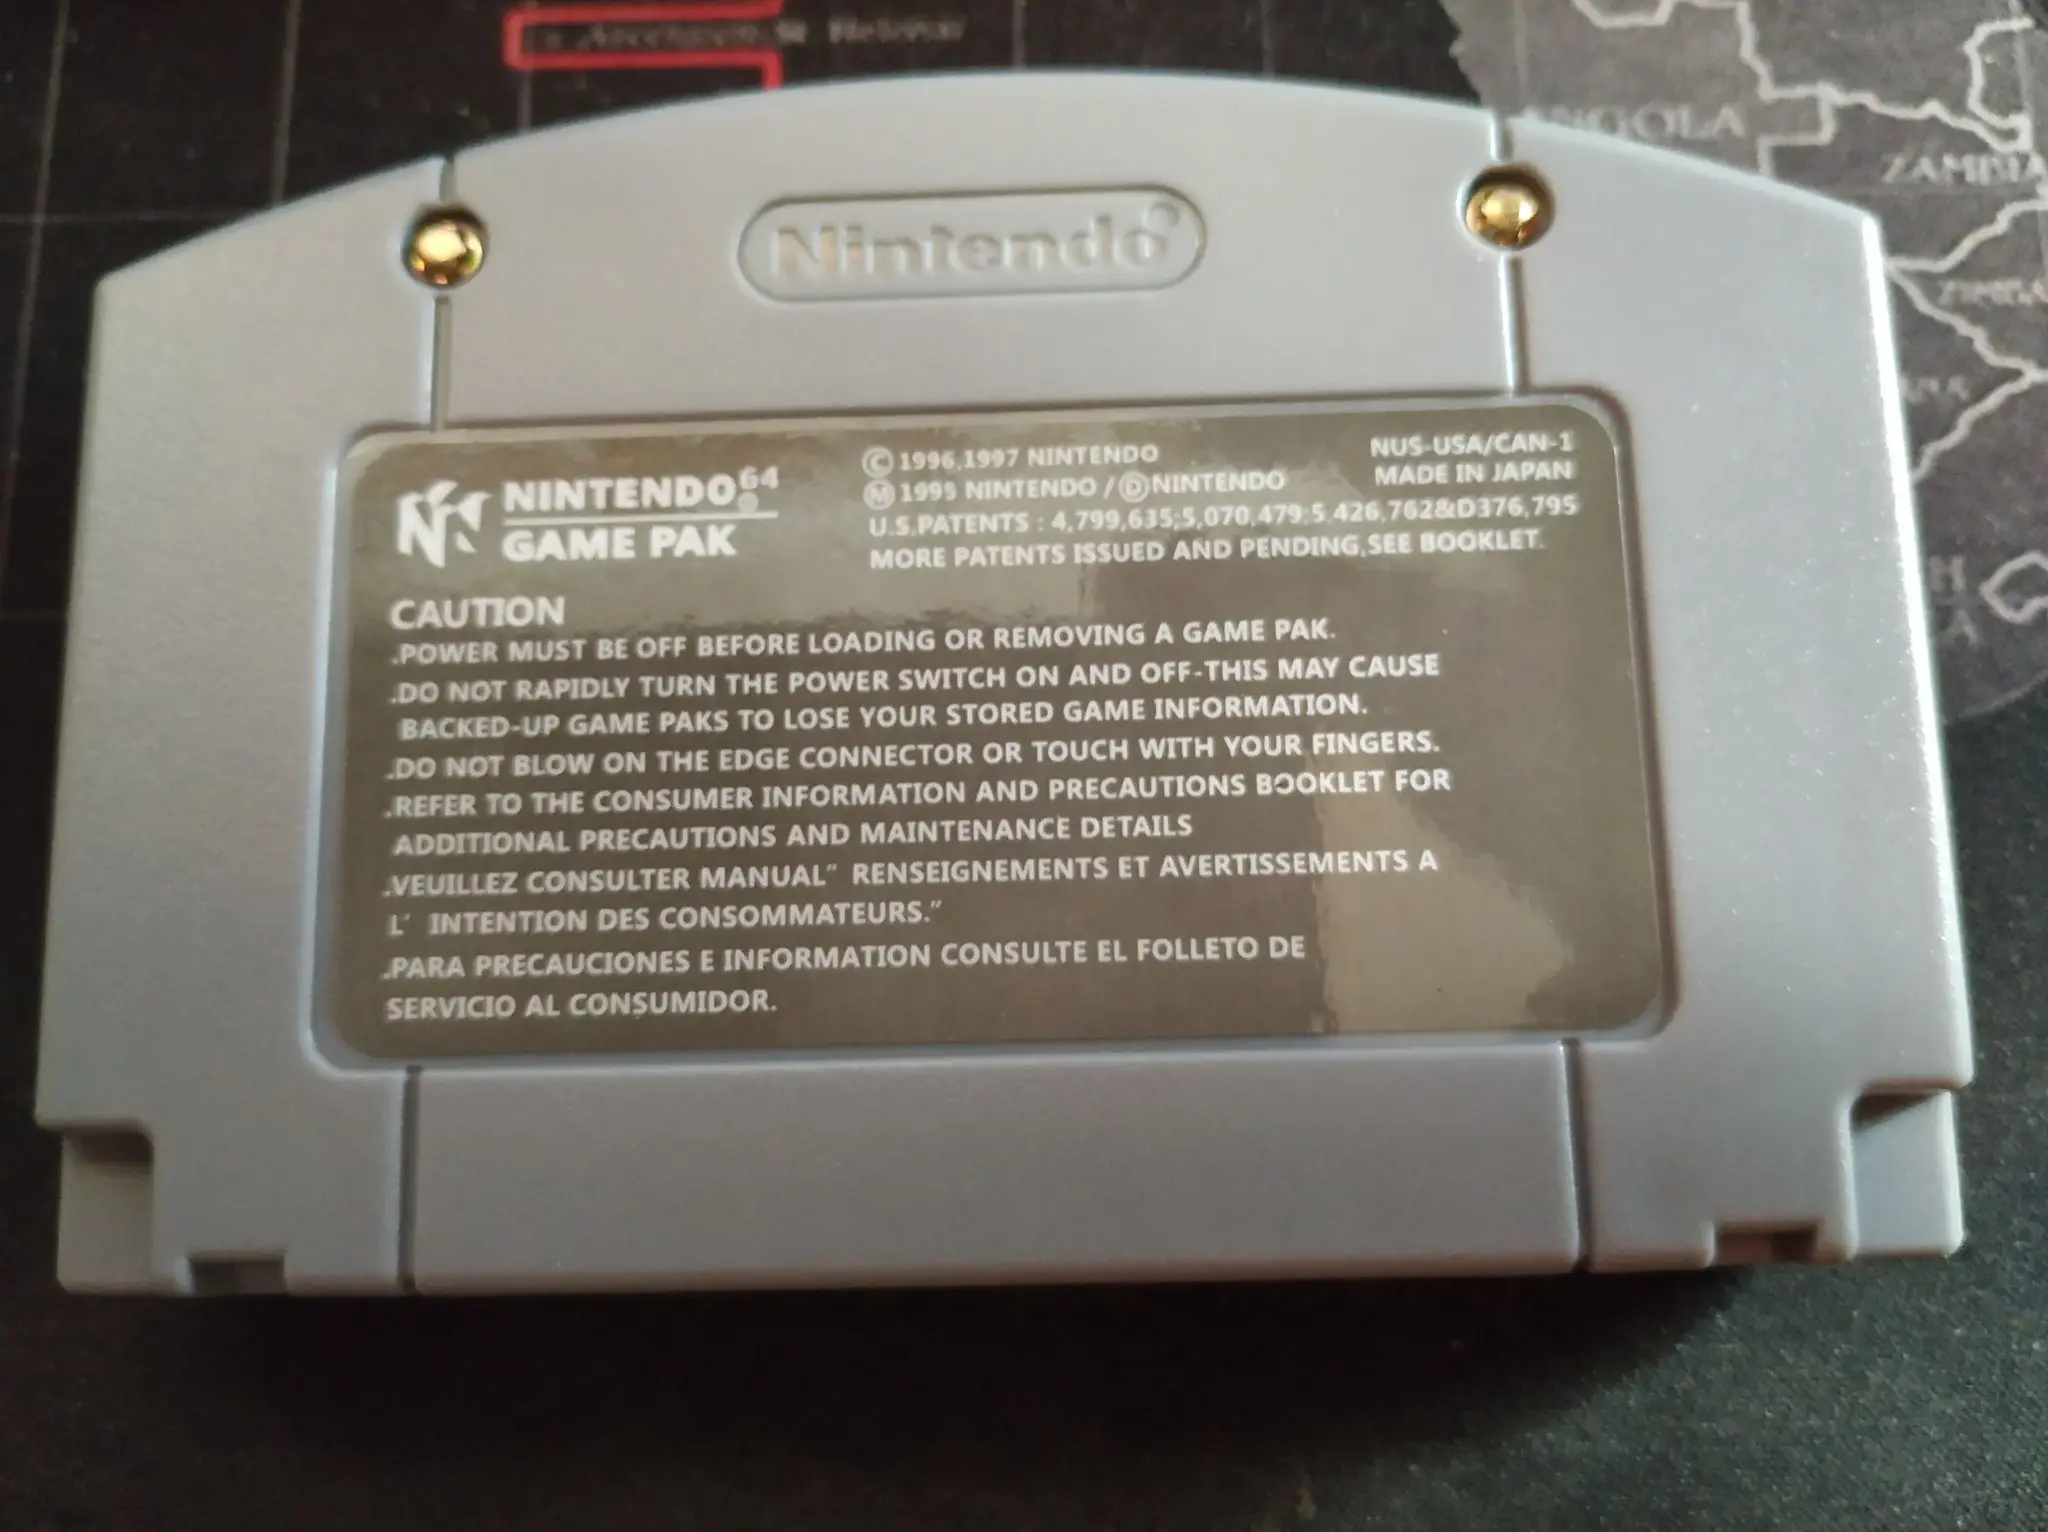 & Heirow
ANGOLA
ZAMBIA
Nintendo®
NINTENDO64
GAME PAK
©1996,1997 NINTENDO
Ⓜ1995 NINTENDO/ⒹNINTENDO
U.S.PATENTS : 4,799,635;5,070,479;5.426,762&D376,795
MORE PATENTS ISSUED AND PENDING,SEE BOOKLET.
NUS-USA/CAN-1
MADE IN JAPAN
CAUTION
.POWER MUST BE OFF BEFORE LOADING OR REMOVING A GAME PAK.
.DO NOT RAPIDLY TURN THE POWER SWITCH ON AND OFF-THIS MAY CAUSE
BACKED-UP GAME PAKS TO LOSE YOUR STORED GAME INFORMATION.
.DO NOT BLOW ON THE EDGE CONNECTOR OR TOUCH WITH YOUR FINGERS.
.REFER TO THE CONSUMER INFORMATION AND PRECAUTIONS BOOKLET FOR
ADDITIONAL PRECAUTIONS AND MAINTENANCE DETAILS
.VEUILLEZ CONSULTER MANUAL" RENSEIGNEMENTS ET AVERTISSEMENTS A
L' INTENTION DES CONSOMMATEURS."
.PARA PRECAUCIONES E INFORMATION CONSULTE EL FOLLETO DE
SERVICIO AL CONSUMIDOR.